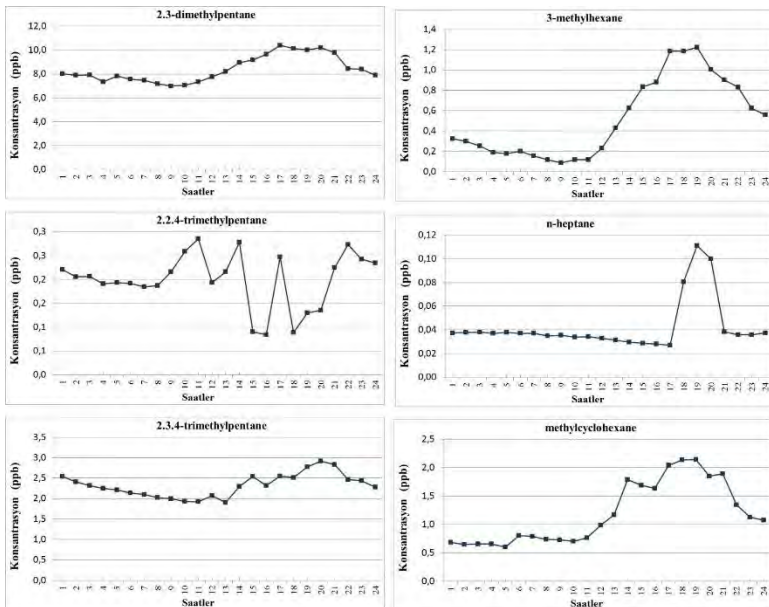 2.3-dimethylpentane
Konsantrasyon (ppb)
12,0
10,0
8,0
6,0
4,0
2,0
0,0
1 2 3 4 5 6 7 8 9 10 11 12 13 14 15 16 17 18 19 20 21 22 23 24
Saatler
3-methylhexane
Konsantrasyon (ppb)
1,4
1,2
1,0
0,8
0,6
0,4
0,2
0,0
1 2 3 4 5 6 7 8 9 10 11 12 13 14 15 16 17 18 19 20 21 22 23 24
Saatler
2.2.4-trimethylpentane
Konsantrasyon (ppb)
0,3
0,3
0,2
0,2
0,1
0,1
0,0
1 2 3 4 5 6 7 8 9 10 11 12 13 14 15 16 17 18 19 20 21 22 23 24
Saatler
n-heptane
Konsantrasyon (ppb)
0,12
0,10
0,08
0,06
0,04
0,02
0,00
1 2 3 4 5 6 7 8 9 10 11 12 13 14 15 16 17 18 19 20 21 22 23 24
Saatler
2.3.4-trimethylpentane
Konsantrasyon (ppb)
3,5
3,0
2,5
2,0
1,5
1,0
0,5
0,0
1 2 3 4 5 6 7 8 9 10 11 12 13 14 15 16 17 18 19 20 21 22 23 24
Saatler
methylcyclohexane
Konsantrasyon (ppb)
2,5
2,0
1,5
1,0
0,5
0,0
1 2 3 4 5 6 7 8 9 10 11 12 13 14 15 16 17 18 19 20 21 22 23 24
Saatler